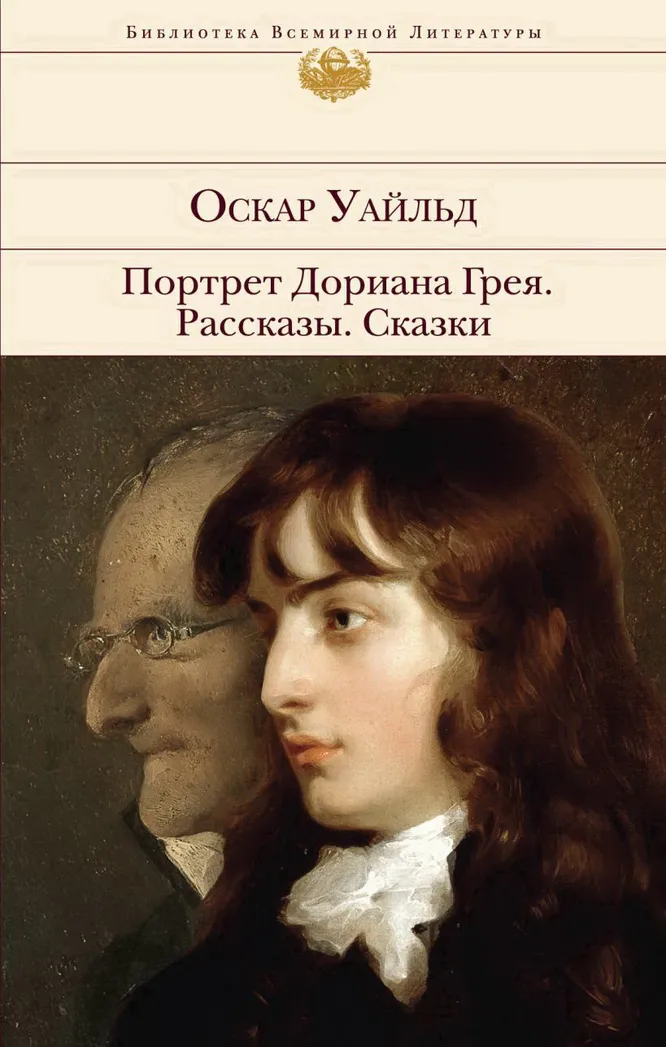 Библиотека Всемирной Литературы
Оскар Уайльд
Портрет Дориана Грея.
Рассказы. Сказки